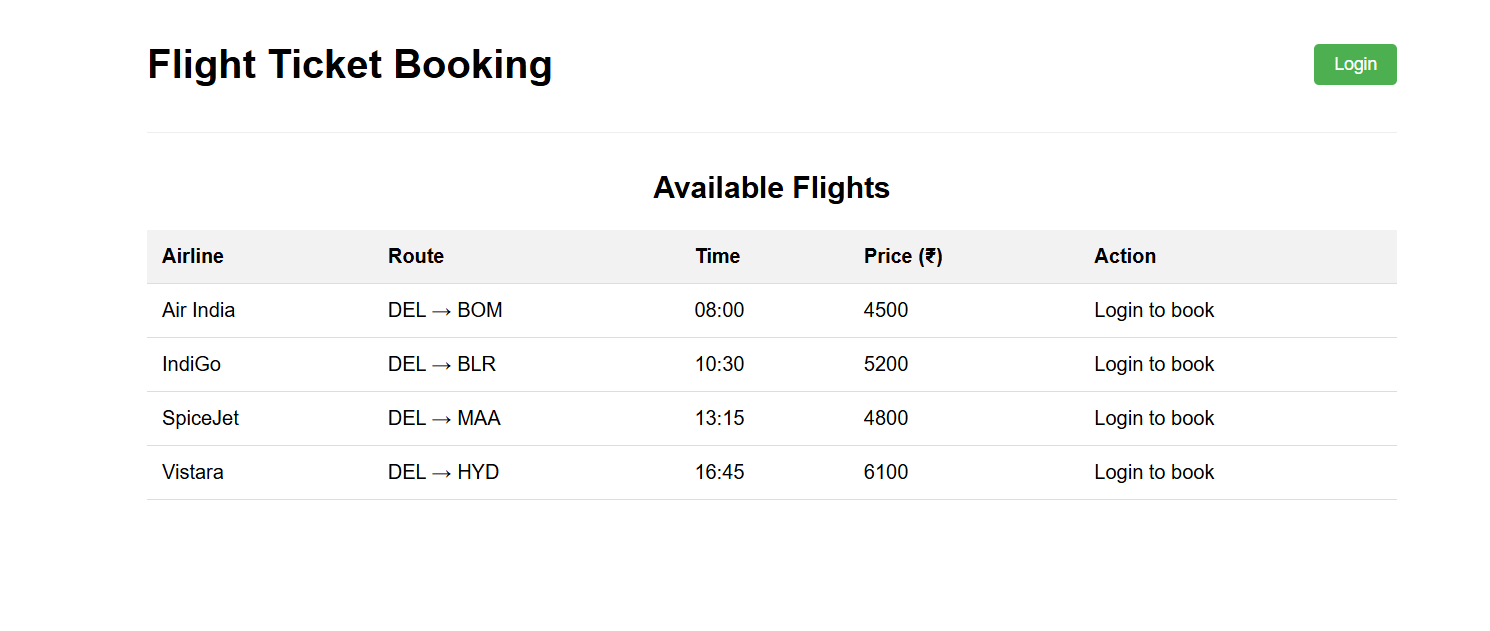 Flight Ticket Booking
Login
Available Flights
Airline Route Time Price (₹) Action
Air India DEL → BOM 08:00 4500 Login to book
IndiGo DEL → BLR 10:30 5200 Login to book
SpiceJet DEL → MAA 13:15 4800 Login to book
Vistara DEL → HYD 16:45 6100 Login to book